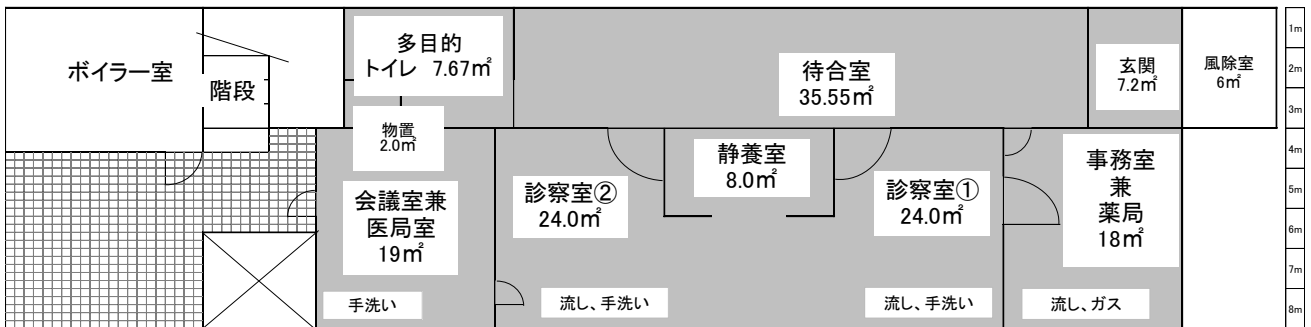 ボイラー室
階段
多目的
トイレ 7.67㎡
物置
2.0㎡
待合室
35.55㎡
玄関
7.2㎡
風除室
6㎡
会議室兼
医局室
19㎡
手洗い
診察室②
24.0㎡
流し、手洗い
静養室
8.0㎡
診察室①
24.0㎡
流し、手洗い
事務室
兼
薬局
18㎡
流し、ガス
1m
2m
3m
4m
5m
6m
7m
8m